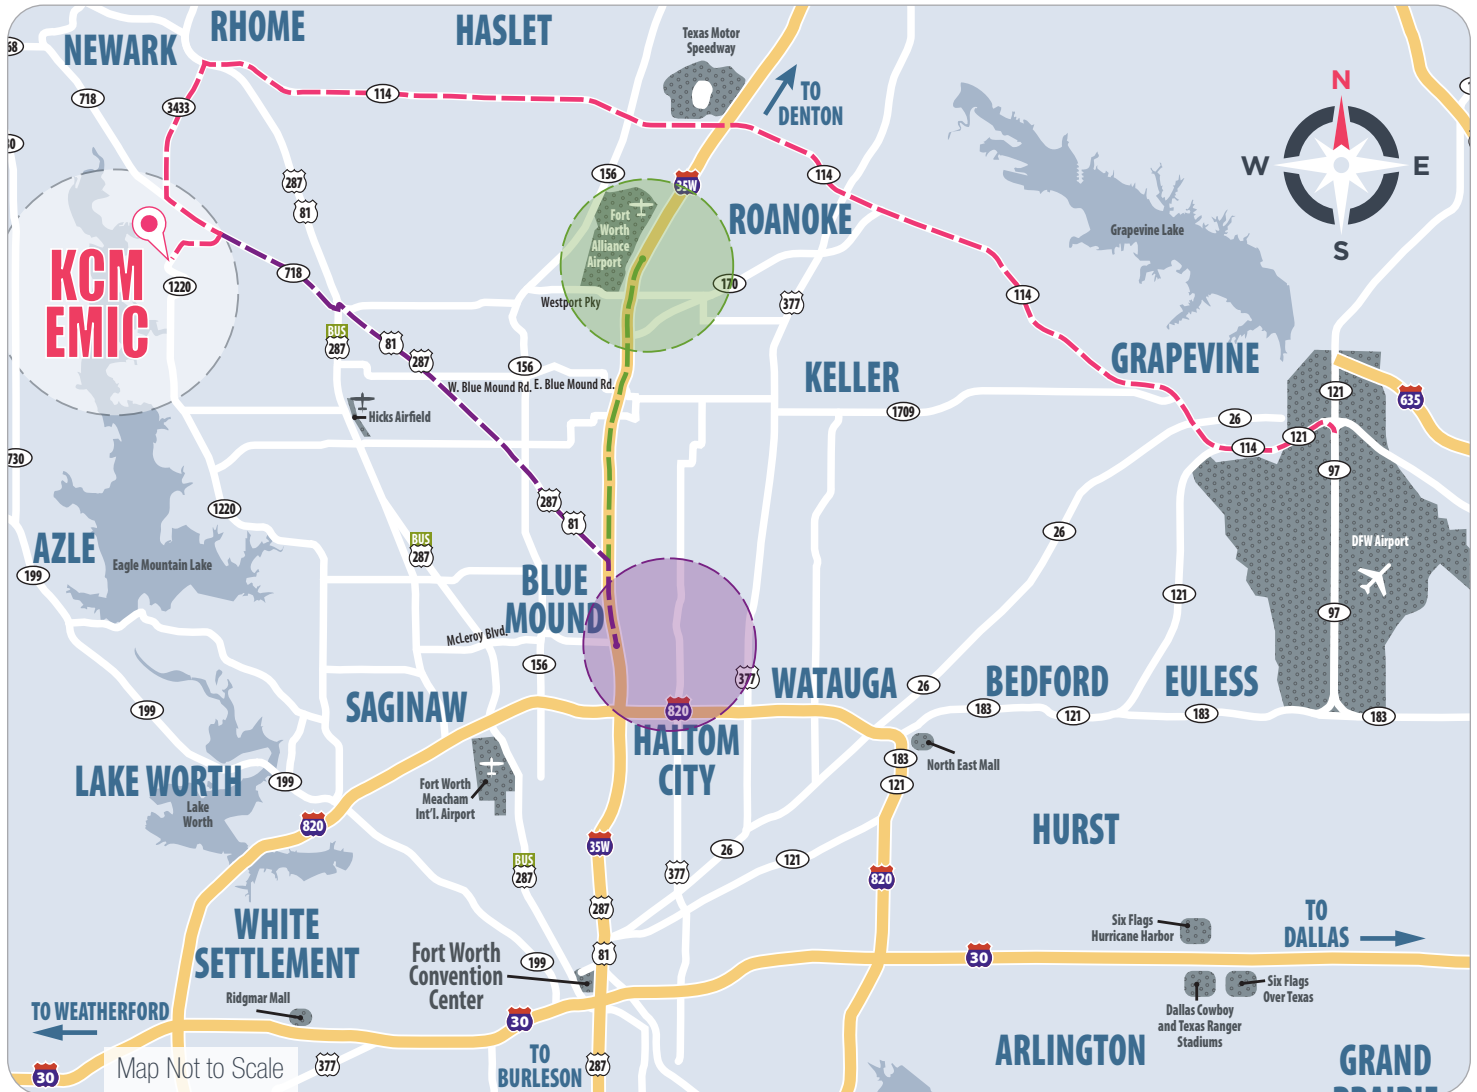 RHOME
HASLET
NEWARK
Texas Motor
Speedway
TO
DENTON
718
3433
114
N
W
E
S
156
35W
114
287
81
Fort
Worth
Alliance
Airport
ROANOKE
Grapevine Lake
KCM
EMIC
1220
718
170
Westport Pky
377
114
BUS
287
81
287
156
W. Blue Mound Rd.
E. Blue Mound Rd.
KELLER
GRAPEVINE
121
635
Hicks Airfield
1709
26
121
114
730
97
287
81
1220
26
AZLE
BUS
287
DFW Airport
Eagle Mountain Lake
199
BLUE
MOUND
121
97
McLeroy Blvd.
156
377
WATAUGA
26
BEDFORD
EULESS
SAGINAW
199
820
183
121
183
183
HALTOM
CITY
183
North East Mall
LAKE WORTH
199
Fort Worth
Meacham
Int'l. Airport
121
Lake
Worth
820
35W
HURST
26
121
BUS
287
377
820
287
WHITE
SETTLEMENT
Six Flags
Hurricane Harbor
TO
DALLAS
Fort Worth
Convention
Center
199
81
30
Ridgmar Mall
Six Flags
Over Texas
TO WEATHERFORD
30
Dallas Cowboy
and Texas Ranger
Stadiums
ARLINGTON
GRAND
TO
BURLESON
287
377
Map Not to Scale
30